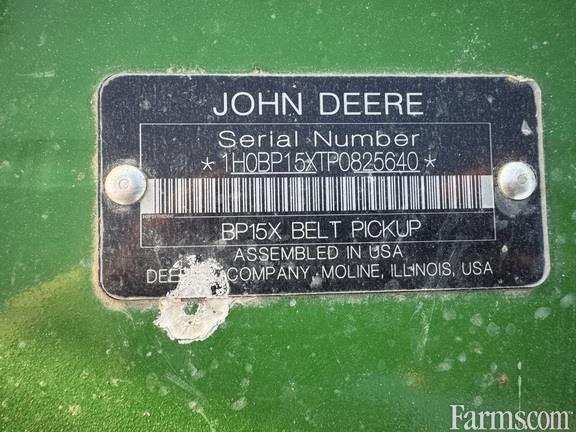 JOHN DEERE
Serial Number
*1H0BP15XTP0825640*
BP15X BELT PICKUP
ASSEMBLED IN USA
COMPANY, MOLINE, ILLINOIS, USA
Farms.com